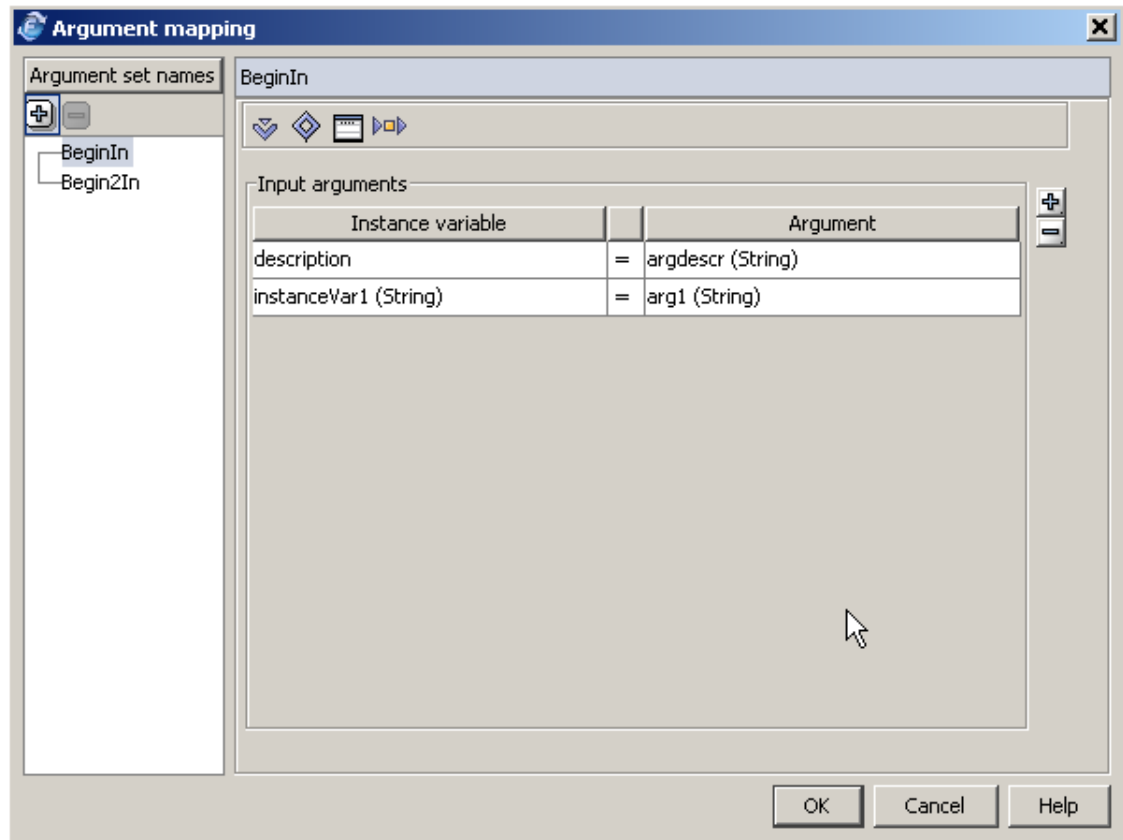 Argument mapping
Argument set names
BeginIn
BeginIn
Begin2In
Input arguments
Instance variable Argument
description = argdescr (String)
instanceVar1 (String) = arg1 (String)
OK Cancel Help